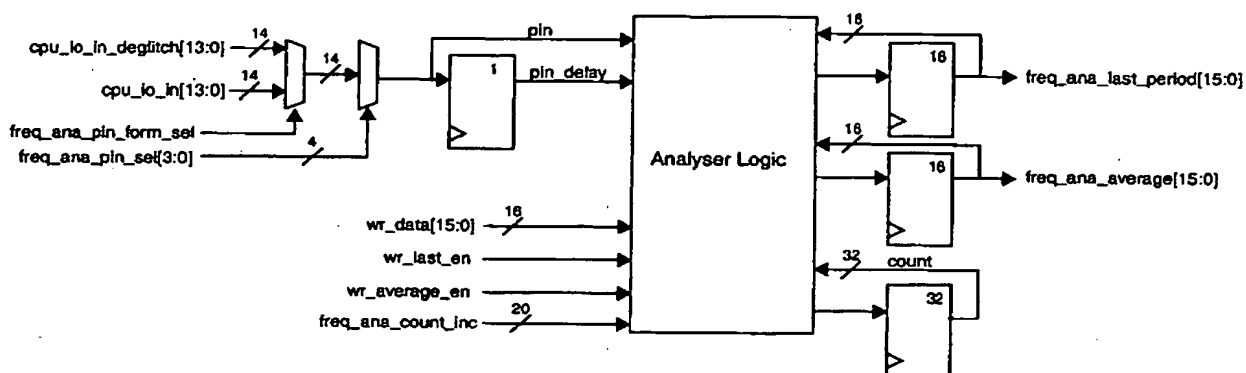 cpu_io_in_deglitch[13:0]
14
cpu_io_in[13:0]
14
freq_ana_pin_form_sel
freq_ana_pin_sel[3:0]
4
14
1
pin
pin_delay
Analyser Logic
wr_data[15:0]
16
wr_last_en
wr_average_en
freq_ana_count_inc
20
16
16
freq_ana_last_period[15:0]
16
16
freq_ana_average[15:0]
32
count
32